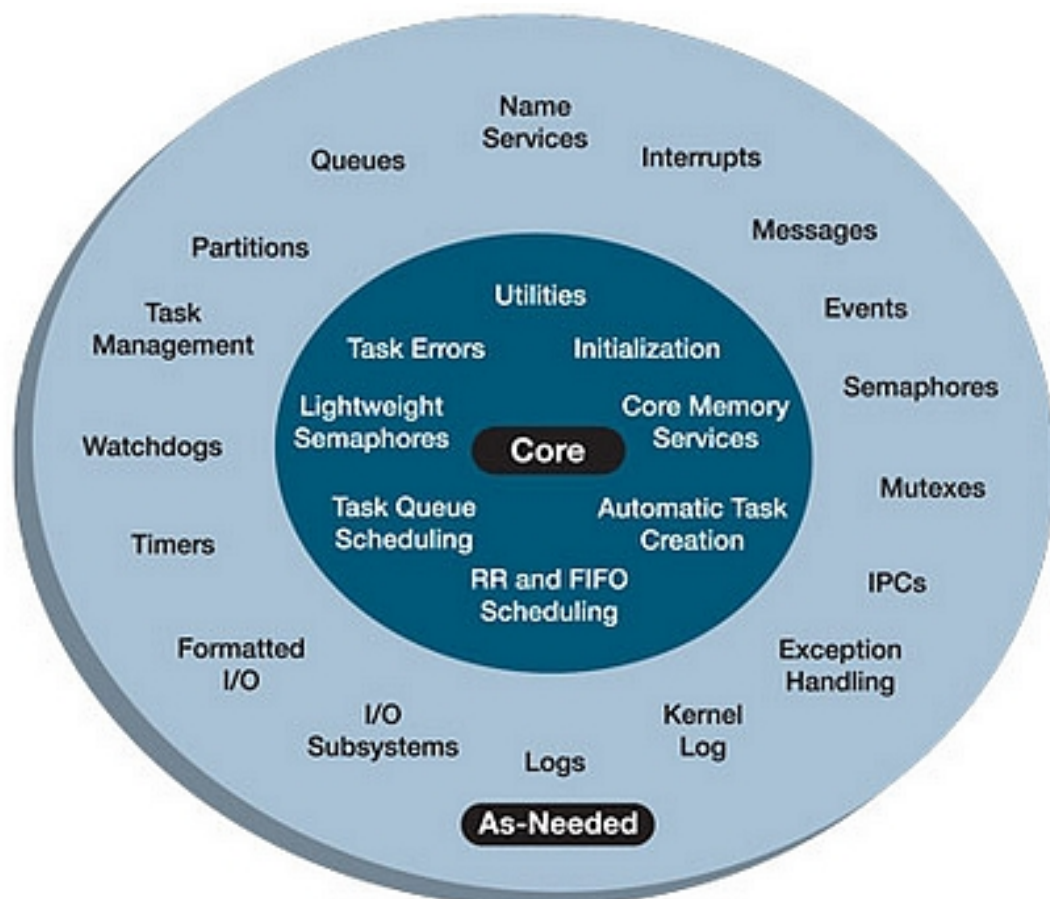 Name
Services
Queues
Interrupts
Messages
Partitions
Events
Task
Management
Semaphores
Watchdogs
Mutexes
Timers
IPCs
Formatted
I/O
Exception
Handling
I/O
Subsystems
Kernel
Log
Logs
As-Needed
Utilities
Task Errors
Initialization
Lightweight
Semaphores
Core Memory
Services
Core
Task Queue
Scheduling
Automatic Task
Creation
RR and FIFO
Scheduling